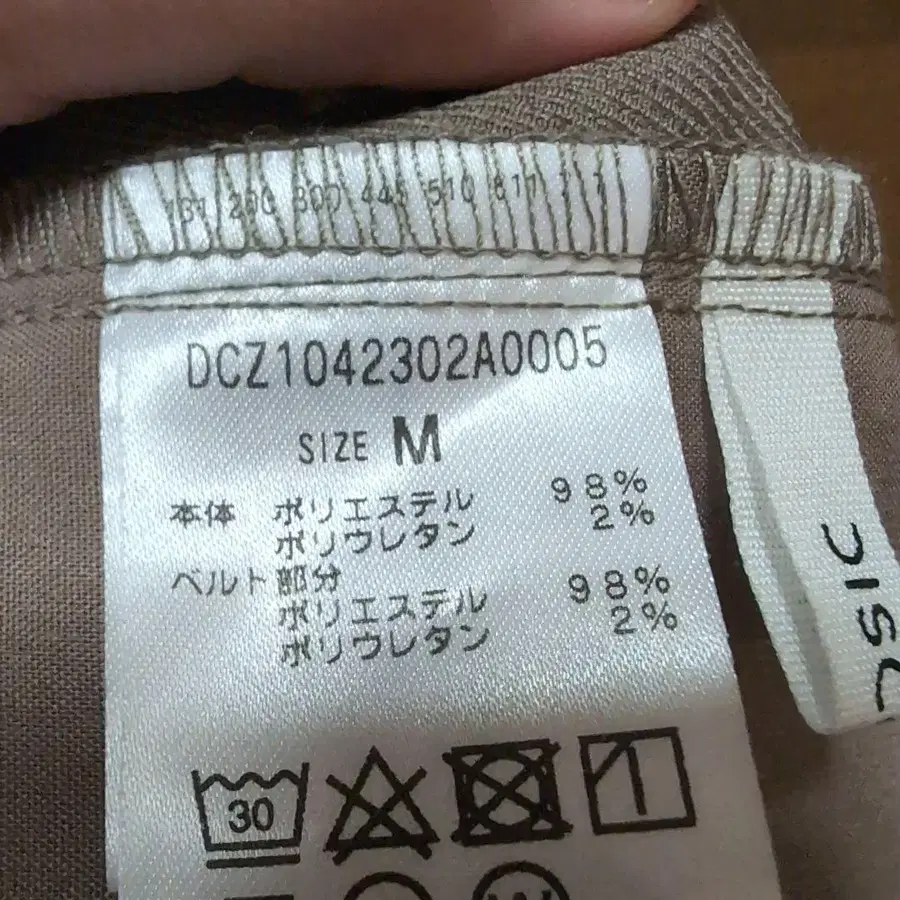 DCZ1042302A0005
SIZE M
本体 ポリエステル 98%
ポリウレタン 2%
ベルト部分
ポリエステル 98%
ポリウレタン 2%
30
W